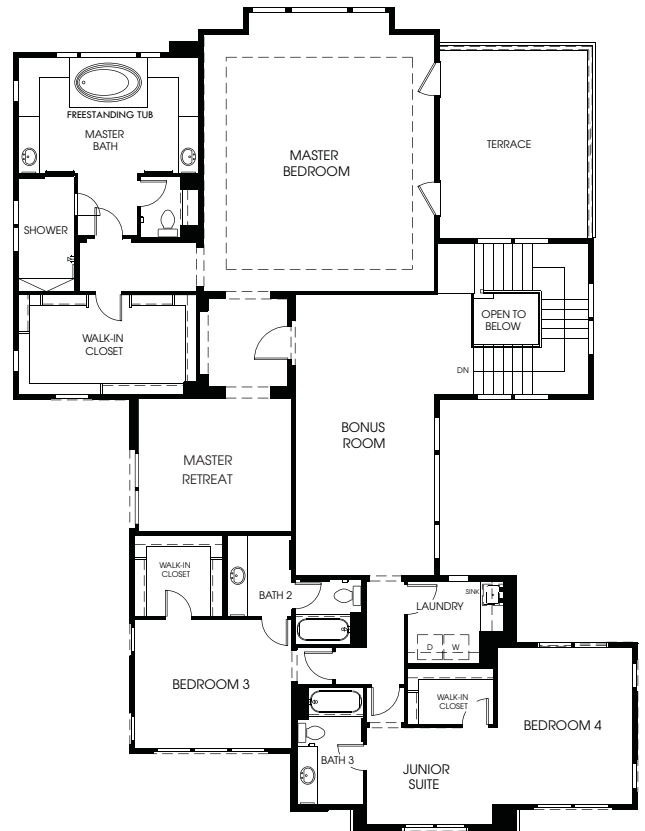 FREESTANDING TUB
MASTER
BATH
MASTER
BEDROOM
TERRACE
SHOWER
OPEN TO
BELOW
WALK-IN
CLOSET
DN
BONUS
ROOM
MASTER
RETREAT
WALK-IN
CLOSET
BATH 2
SINK
LAUNDRY
D W
BEDROOM 3
WALK-IN
CLOSET
BEDROOM 4
BATH 3
JUNIOR
SUITE